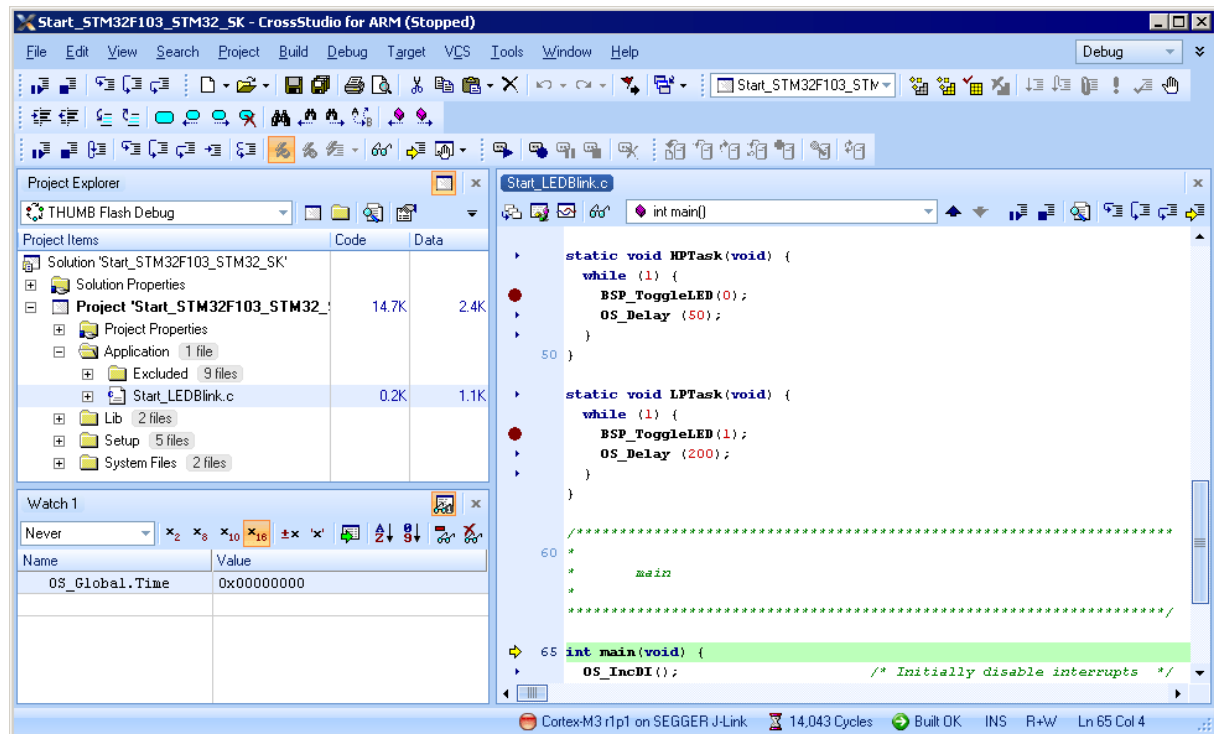 Start_STM32F103_STM32_SK - CrossStudio for ARM (Stopped)
File Edit View Search Project Build Debug Target VCS Tools Window Help Debug
Start_STM32F103_STM
Project Explorer
THUMB Flash Debug
Project Items Code Data
Solution 'Start_STM32F103_STM32_SK'
Solution Properties
Project 'Start_STM32F103_STM32_ 14.7K 2.4K
Project Properties
Application 1 file
Excluded 9 files
Start_LEDBlink.c 0.2K 1.1K
Lib 2 files
Setup 5 files
System Files 2 files
Watch 1
Never x2 x8 x10 x16 ±x 'x'
Name Value
OS_Global.Time 0x00000000
Start_LEDBlink.c
int main()
static void HPTask(void) {
while (1) {
BSP_ToggleLED(0);
OS_Delay (50);
}
50 }
static void LPTask(void) {
while (1) {
BSP_ToggleLED(1);
OS_Delay (200);
}
}
/*********************************************************************
60 *
* main
*
*********************************************************************/
65 int main(void) {
OS_IncDI(); /* Initially disable interrupts */
Cortex-M3 r1p1 on SEGGER J-Link 14,043 Cycles Built OK INS R+W Ln 65 Col 4